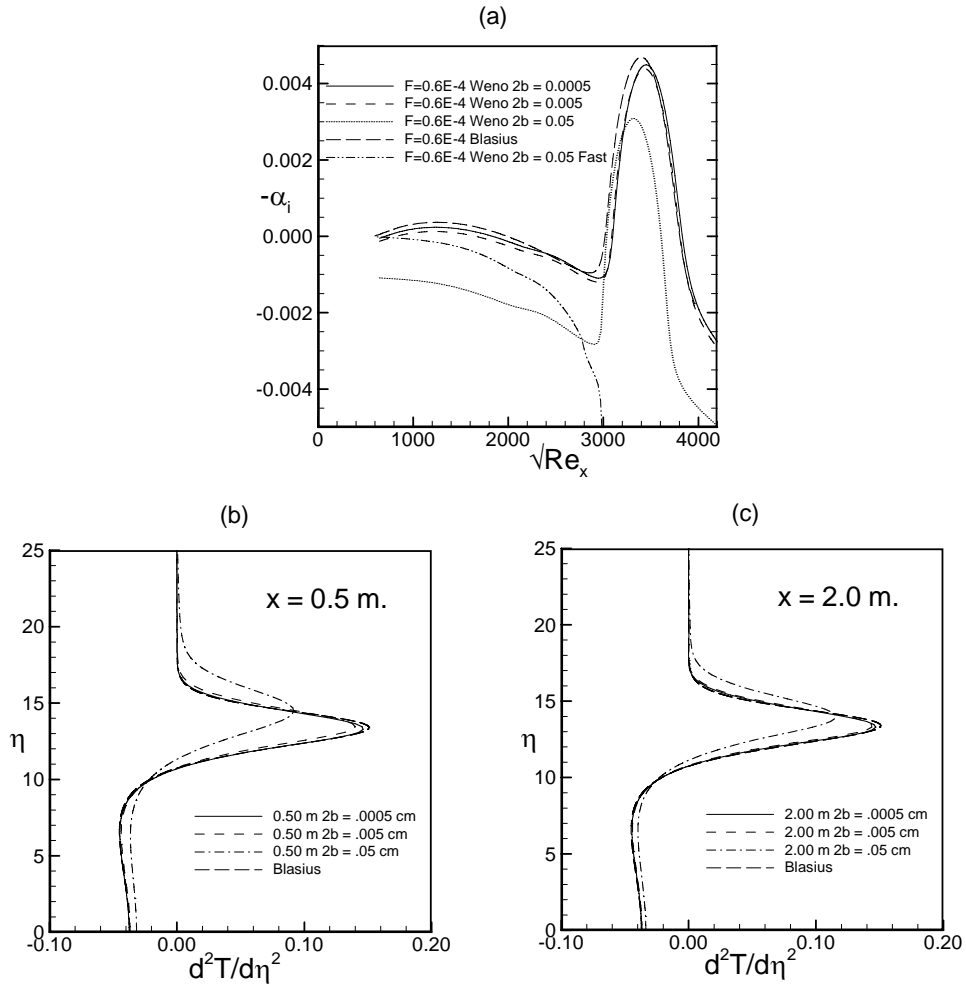 (a)
F=0.6E-4 Weno 2b = 0.0005
F=0.6E-4 Weno 2b = 0.005
F=0.6E-4 Weno 2b = 0.05
F=0.6E-4 Blasius
F=0.6E-4 Weno 2b = 0.05 Fast
0.004
0.002
-αi
0.000
-0.002
-0.004
0 1000 2000 3000 4000
√Rex
(b)
25
20
15
η
10
5
0
x = 0.5 m.
0.50 m 2b = .0005 cm
0.50 m 2b = .005 cm
0.50 m 2b = .05 cm
Blasius
-0.10 0.00 0.10 0.20
d²T/dη²
(c)
25
20
15
η
10
5
0
x = 2.0 m.
2.00 m 2b = .0005 cm
2.00 m 2b = .005 cm
2.00 m 2b = .05 cm
Blasius
-0.10 0.00 0.10 0.20
d²T/dη²